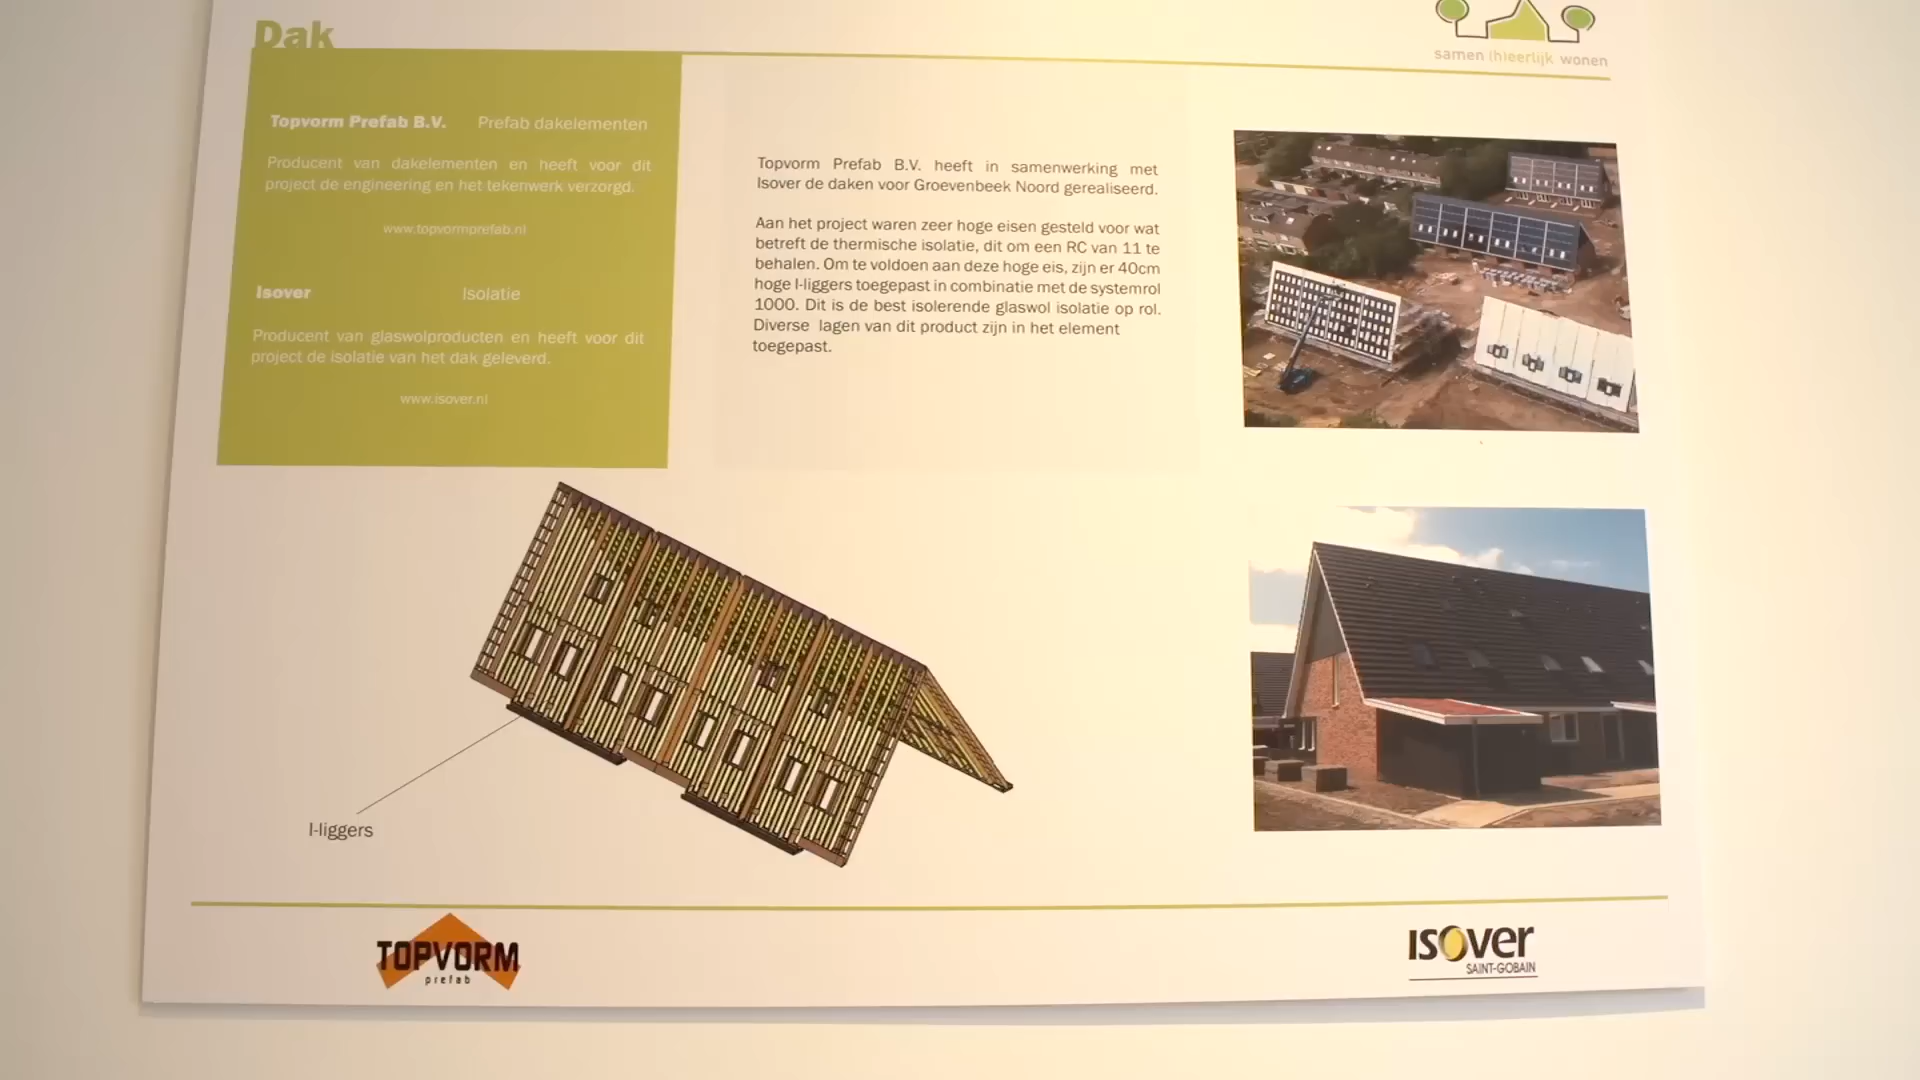 Dak
samen (h)eerlijk wonen
Topvorm Prefab B.V. Prefab dakelementen
Producent van dakelementen en heeft voor dit
project de engineering en het tekenwerk verzorgd.
www.topvormprefab.nl
Isover Isolatie
Producent van glaswolproducten en heeft voor dit
project de isolatie van het dak geleverd.
www.isover.nl
Topvorm Prefab B.V. heeft in samenwerking met
Isover de daken voor Groevenbeek Noord gerealiseerd.
Aan het project waren zeer hoge eisen gesteld voor wat
betreft de thermische isolatie, dit om een RC van 11 te
behalen. Om te voldoen aan deze hoge eis, zijn er 40cm
hoge I-liggers toegepast in combinatie met de systemrol
1000. Dit is de best isolerende glaswol isolatie op rol.
Diverse lagen van dit product zijn in het element
toegepast.
I-liggers
TOPVORM
prefab
ISOVER
SAINT-GOBAIN